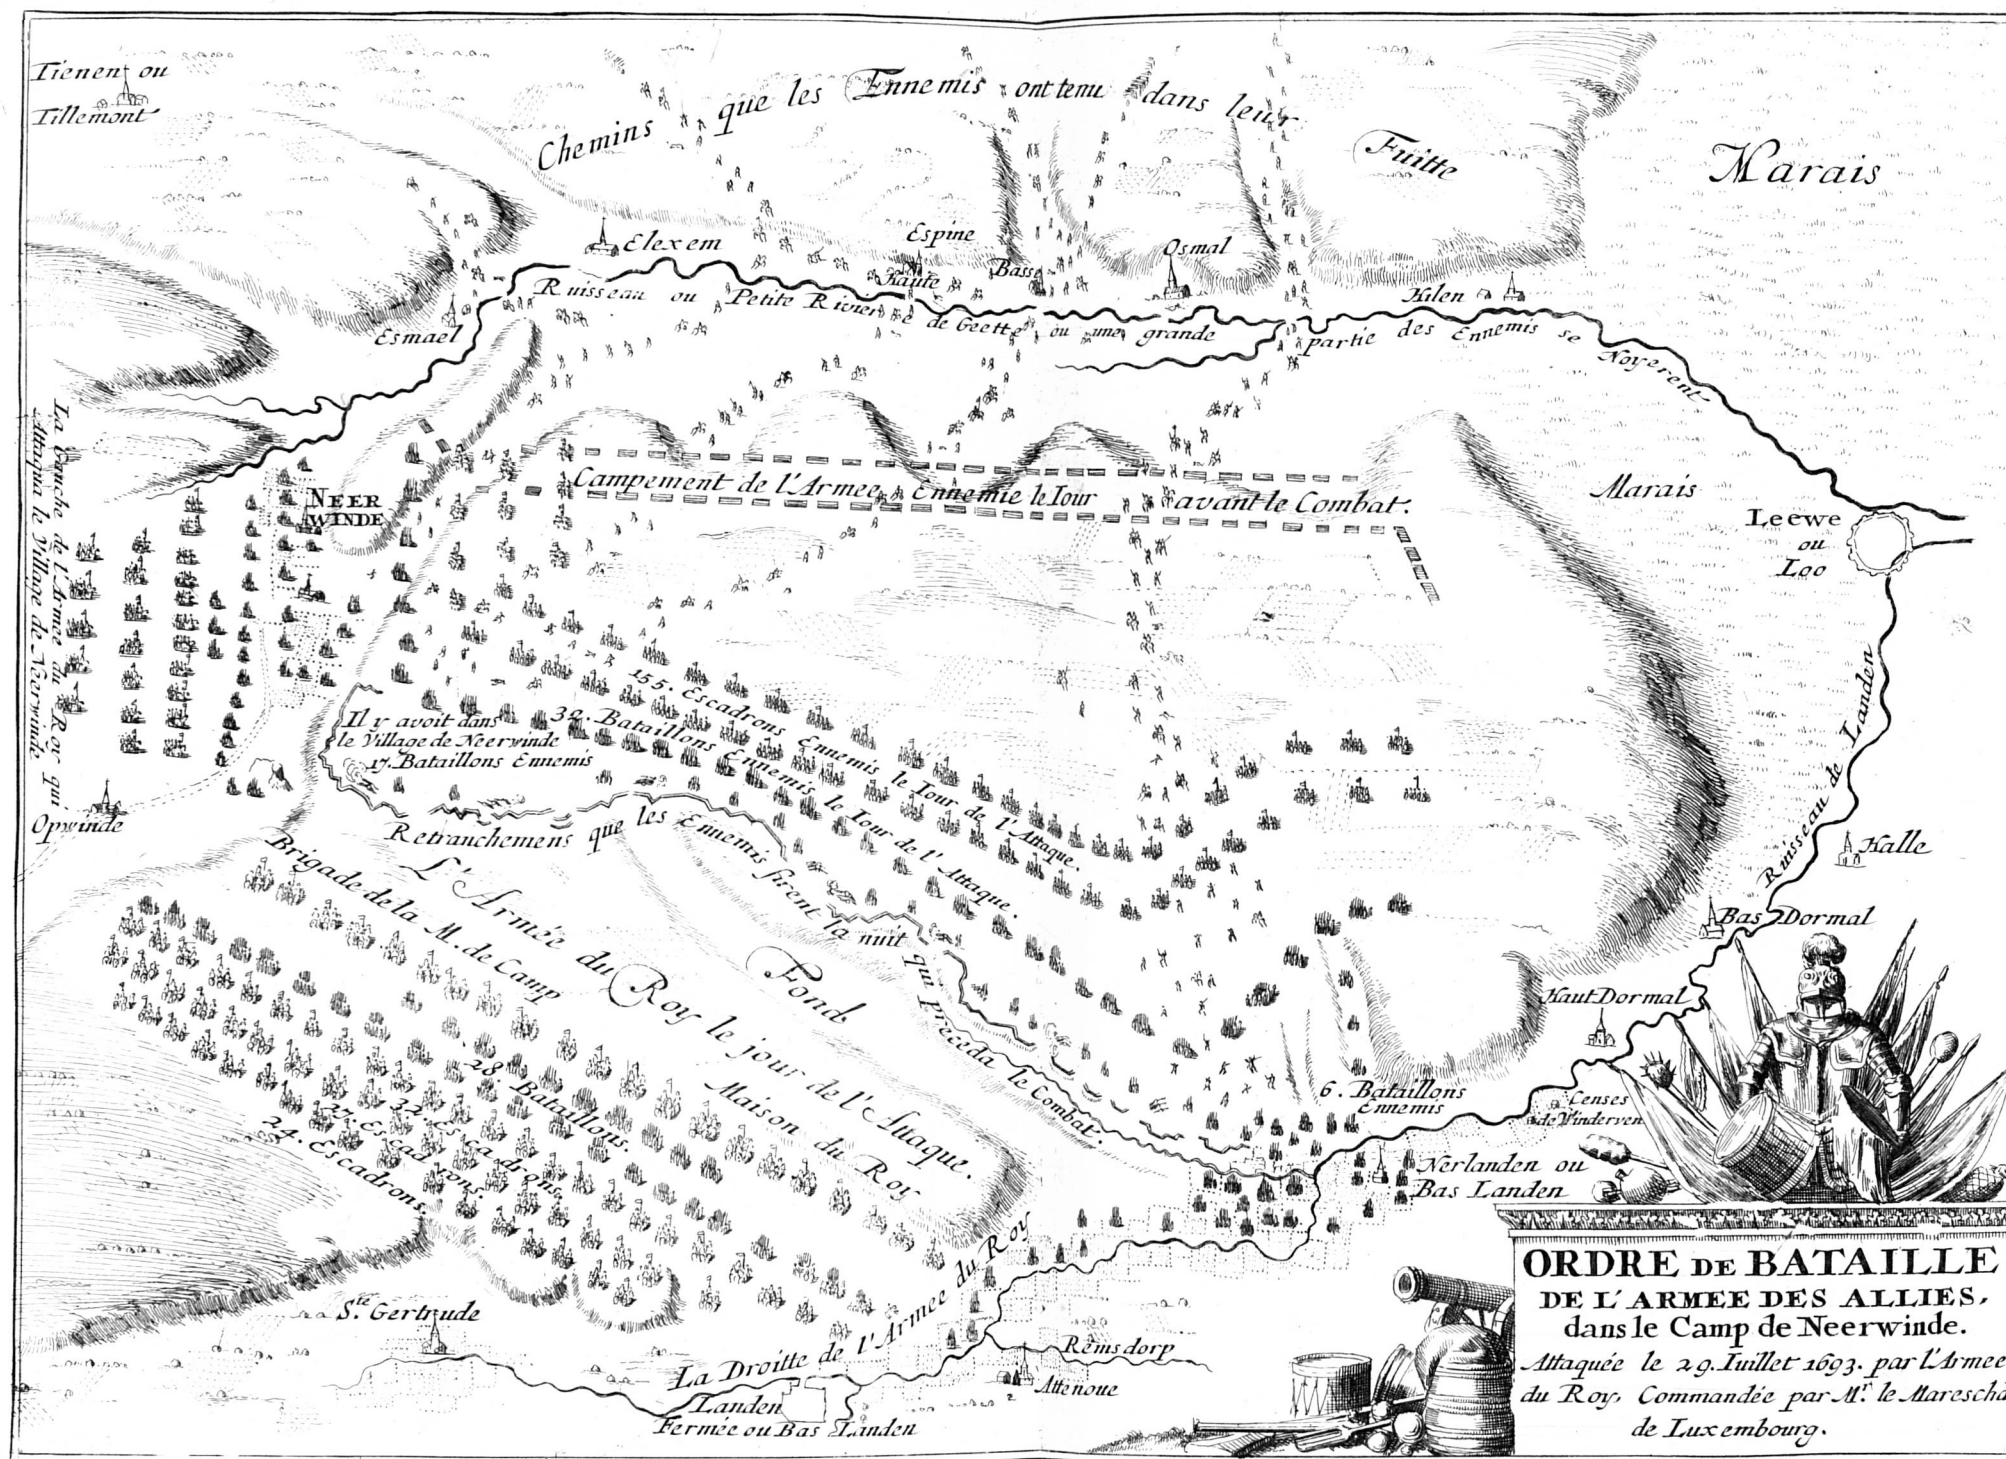 Tienen ou
Tillemont
Chemins que les Ennemis ont tenu dans leur Fuitte
Marais
Elexem
Espine
Haute
Basse
Osmal
Hilen
Esmael
Ruisseau ou Petite Riviere de Geette ou une grande partie des Ennemis se Noyerent.
La Gauche de l'Armée du Roy qui
Attaqua le Village de Neerwinde
NEER
WINDE
Campement de l'Armee Ennemie le Iour avant le Combat.
Marais
Leewe
ou
Loo
Ruisseau de Landen
155. Escadrons Ennemis le Iour de l'Attaque.
Bataillons Ennemis le Iour de l'Attaque.
Il y avoit dans
le Village de Neerwinde
17. Bataillons Ennemis
Opwinde
Retranchemens que les Ennemis firent la nuit qui Preceda le Combat.
Halle
Bas Dormal
Haut Dormal
Brigade de la M. de Camp
L'Armée du Roy le jour de l'Attaque.
Fond
Maison du Roy
28. Bataillons.
32. Escadrons.
27. Escadrons.
24. Escadrons.
6. Bataillons
Ennemis
Censes
de Winderven
Nerlanden ou
Bas Landen
Ste. Gertrude
La Droitte de l'Armee du Roy
Remsdorp
Attenoue
Landen
Fermée ou Bas Landen
ORDRE DE BATAILLE
DE L'ARMEE DES ALLIES,
dans le Camp de Neerwinde.
Attaquée le 29. Iuillet 1693. par l'Armee
du Roy, Commandée par Mr. le Marescha
de Luxembourg.